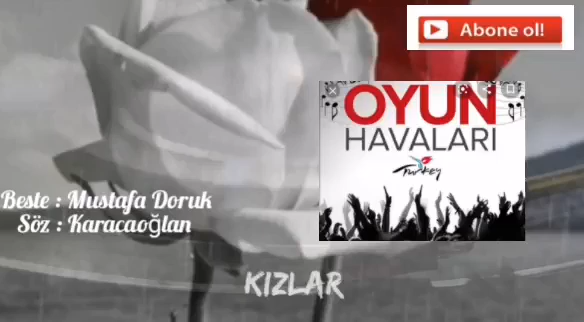 Abone ol!
OYUN
HAVALARI
Turkey
Beste : Mustafa Doruk
Söz : Karacaoğlan
KIZLAR